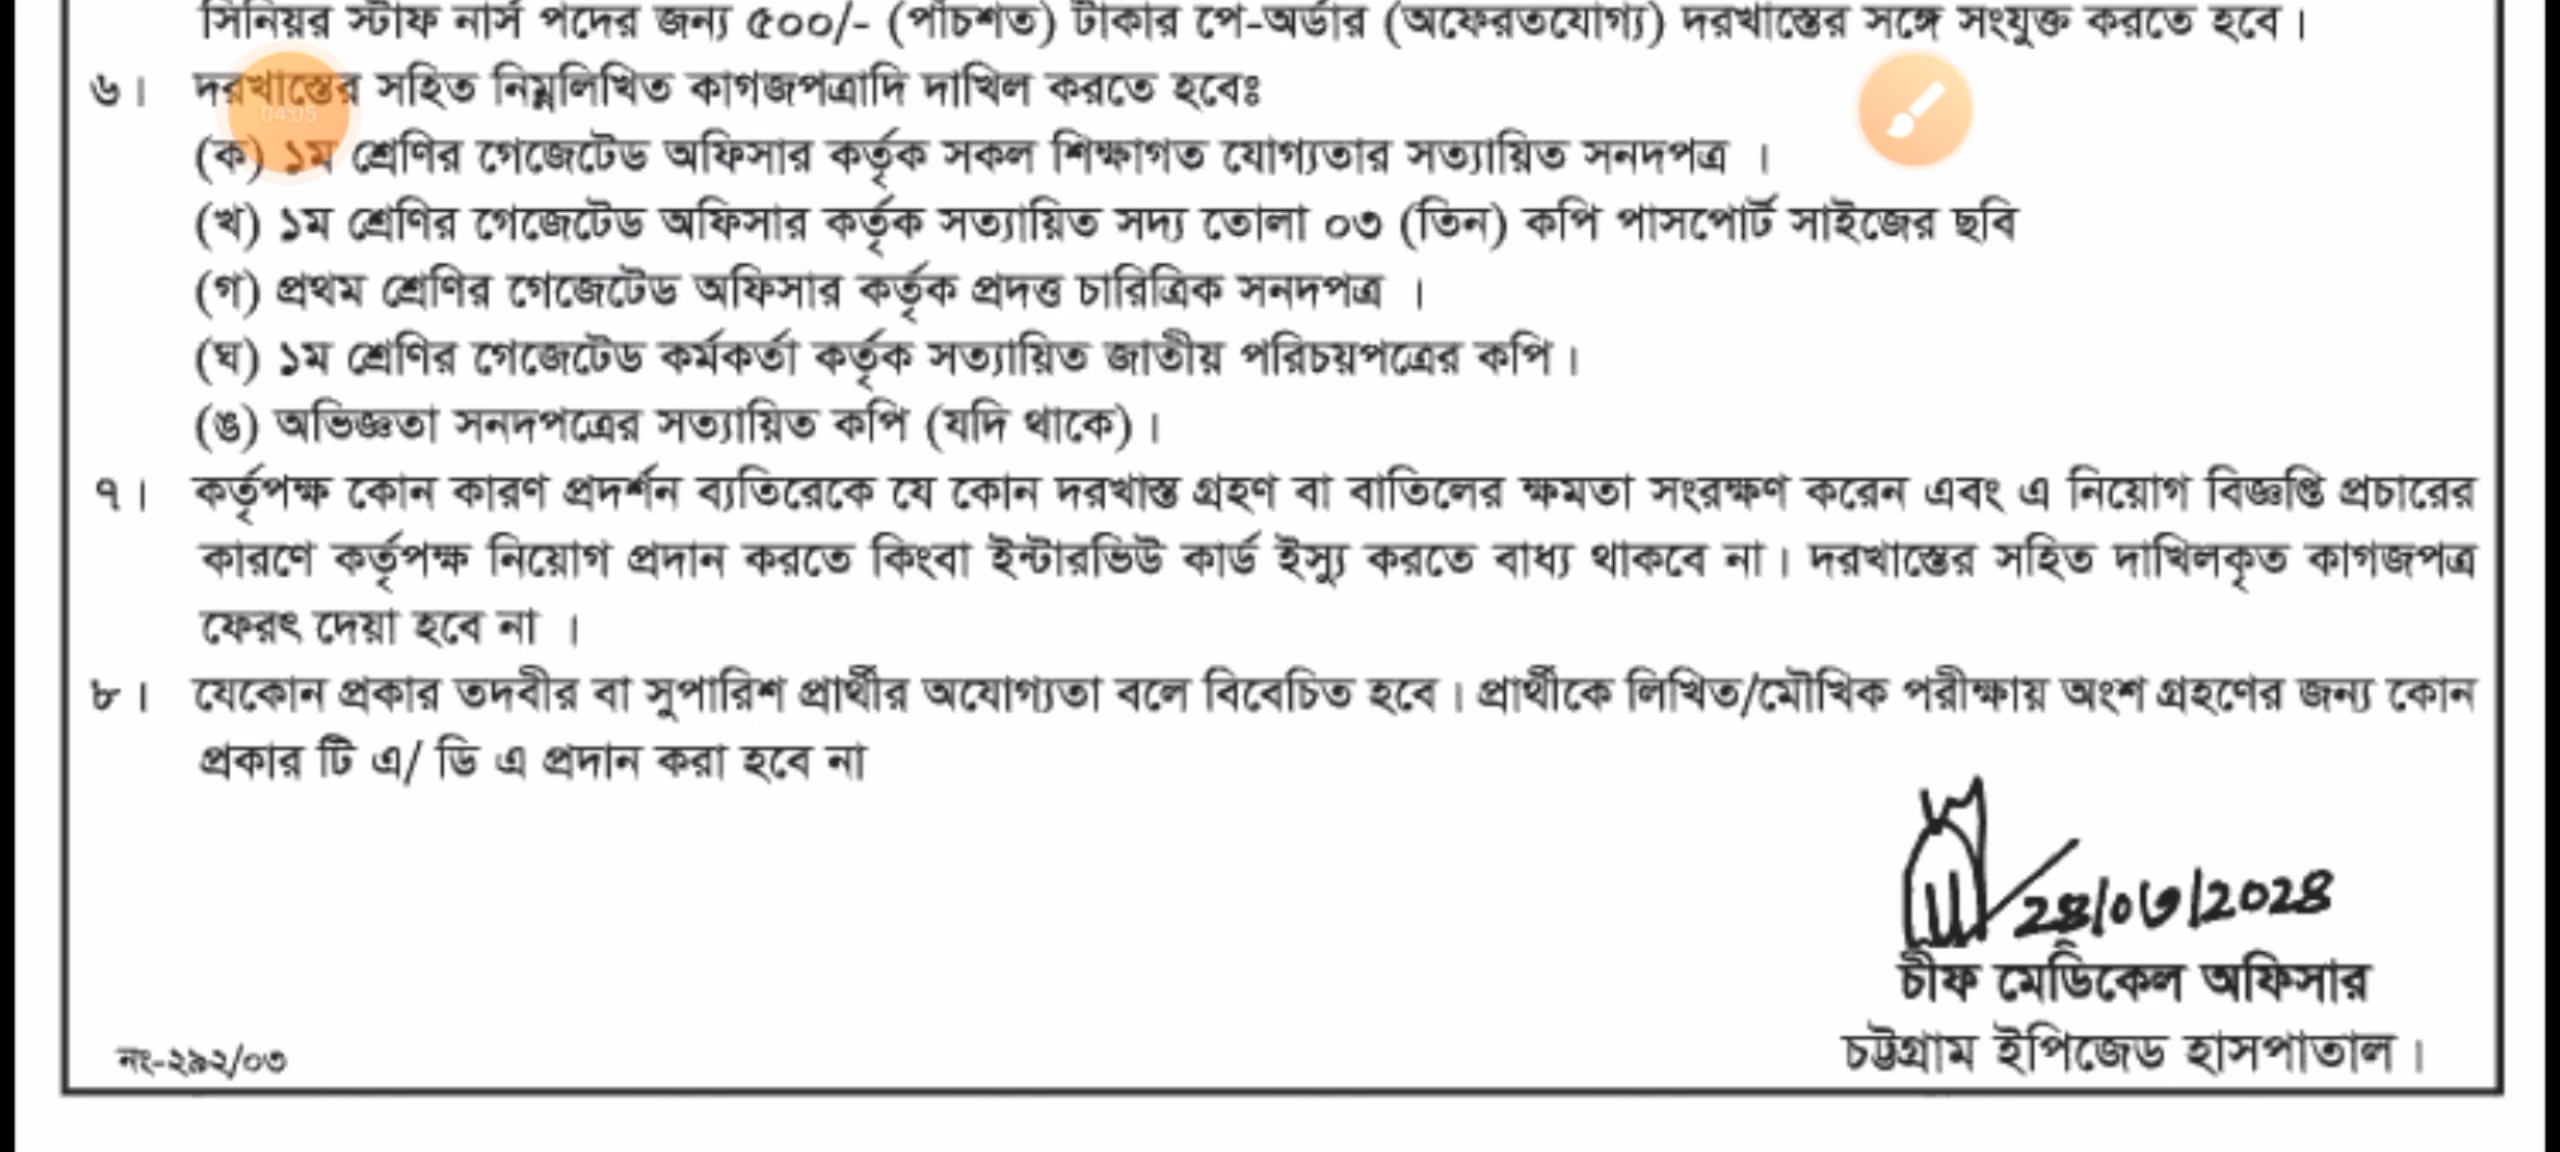 সিনিয়র স্টাফ নার্স পদের জন্য ৫০০/- (পাঁচশত) টাকার পে-অর্ডার (অফেরতযোগ্য) দরখাস্তের সঙ্গে সংযুক্ত করতে হবে।
৬। দরখাস্তের সহিত নিম্নলিখিত কাগজপত্রাদি দাখিল করতে হবেঃ
04:05
(ক) ১ম শ্রেণির গেজেটেড অফিসার কর্তৃক সকল শিক্ষাগত যোগ্যতার সত্যায়িত সনদপত্র ।
(খ) ১ম শ্রেণির গেজেটেড অফিসার কর্তৃক সত্যায়িত সদ্য তোলা ০৩ (তিন) কপি পাসপোর্ট সাইজের ছবি
(গ) প্রথম শ্রেণির গেজেটেড অফিসার কর্তৃক প্রদত্ত চারিত্রিক সনদপত্র ।
(ঘ) ১ম শ্রেণির গেজেটেড কর্মকর্তা কর্তৃক সত্যায়িত জাতীয় পরিচয়পত্রের কপি।
(ঙ) অভিজ্ঞতা সনদপত্রের সত্যায়িত কপি (যদি থাকে)।
৭। কর্তৃপক্ষ কোন কারণ প্রদর্শন ব্যতিরেকে যে কোন দরখাস্ত গ্রহণ বা বাতিলের ক্ষমতা সংরক্ষণ করেন এবং এ নিয়োগ বিজ্ঞপ্তি প্রচারের
কারণে কর্তৃপক্ষ নিয়োগ প্রদান করতে কিংবা ইন্টারভিউ কার্ড ইস্যু করতে বাধ্য থাকবে না। দরখাস্তের সহিত দাখিলকৃত কাগজপত্র
ফেরৎ দেয়া হবে না ।
৮। যেকোন প্রকার তদবীর বা সুপারিশ প্রার্থীর অযোগ্যতা বলে বিবেচিত হবে। প্রার্থীকে লিখিত/মৌখিক পরীক্ষায় অংশ গ্রহণের জন্য কোন
প্রকার টি এ/ ডি এ প্রদান করা হবে না
২৪/০৩/২০২৪
চীফ মেডিকেল অফিসার
চট্টগ্রাম ইপিজেড হাসপাতাল।
নং-২৯২/০৩